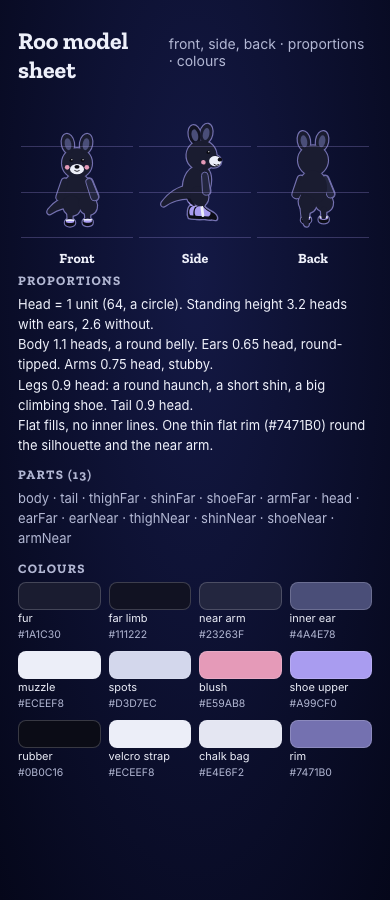 Roo model
sheet
front, side, back · proportions
· colours
Front
Side
Back
PROPORTIONS
Head = 1 unit (64, a circle). Standing height 3.2 heads
with ears, 2.6 without.
Body 1.1 heads, a round belly. Ears 0.65 head, round-
tipped. Arms 0.75 head, stubby.
Legs 0.9 head: a round haunch, a short shin, a big
climbing shoe. Tail 0.9 head.
Flat fills, no inner lines. One thin flat rim (#7471B0) round
the silhouette and the near arm.
PARTS (13)
body · tail · thighFar · shinFar · shoeFar · armFar · head ·
earFar · earNear · thighNear · shinNear · shoeNear ·
armNear
COLOURS
fur
#1A1C30
far limb
#111222
near arm
#23263F
inner ear
#4A4E78
muzzle
#ECEEF8
spots
#D3D7EC
blush
#E59AB8
shoe upper
#A99CF0
rubber
#0B0C16
velcro strap
#ECEEF8
chalk bag
#E4E6F2
rim
#7471B0